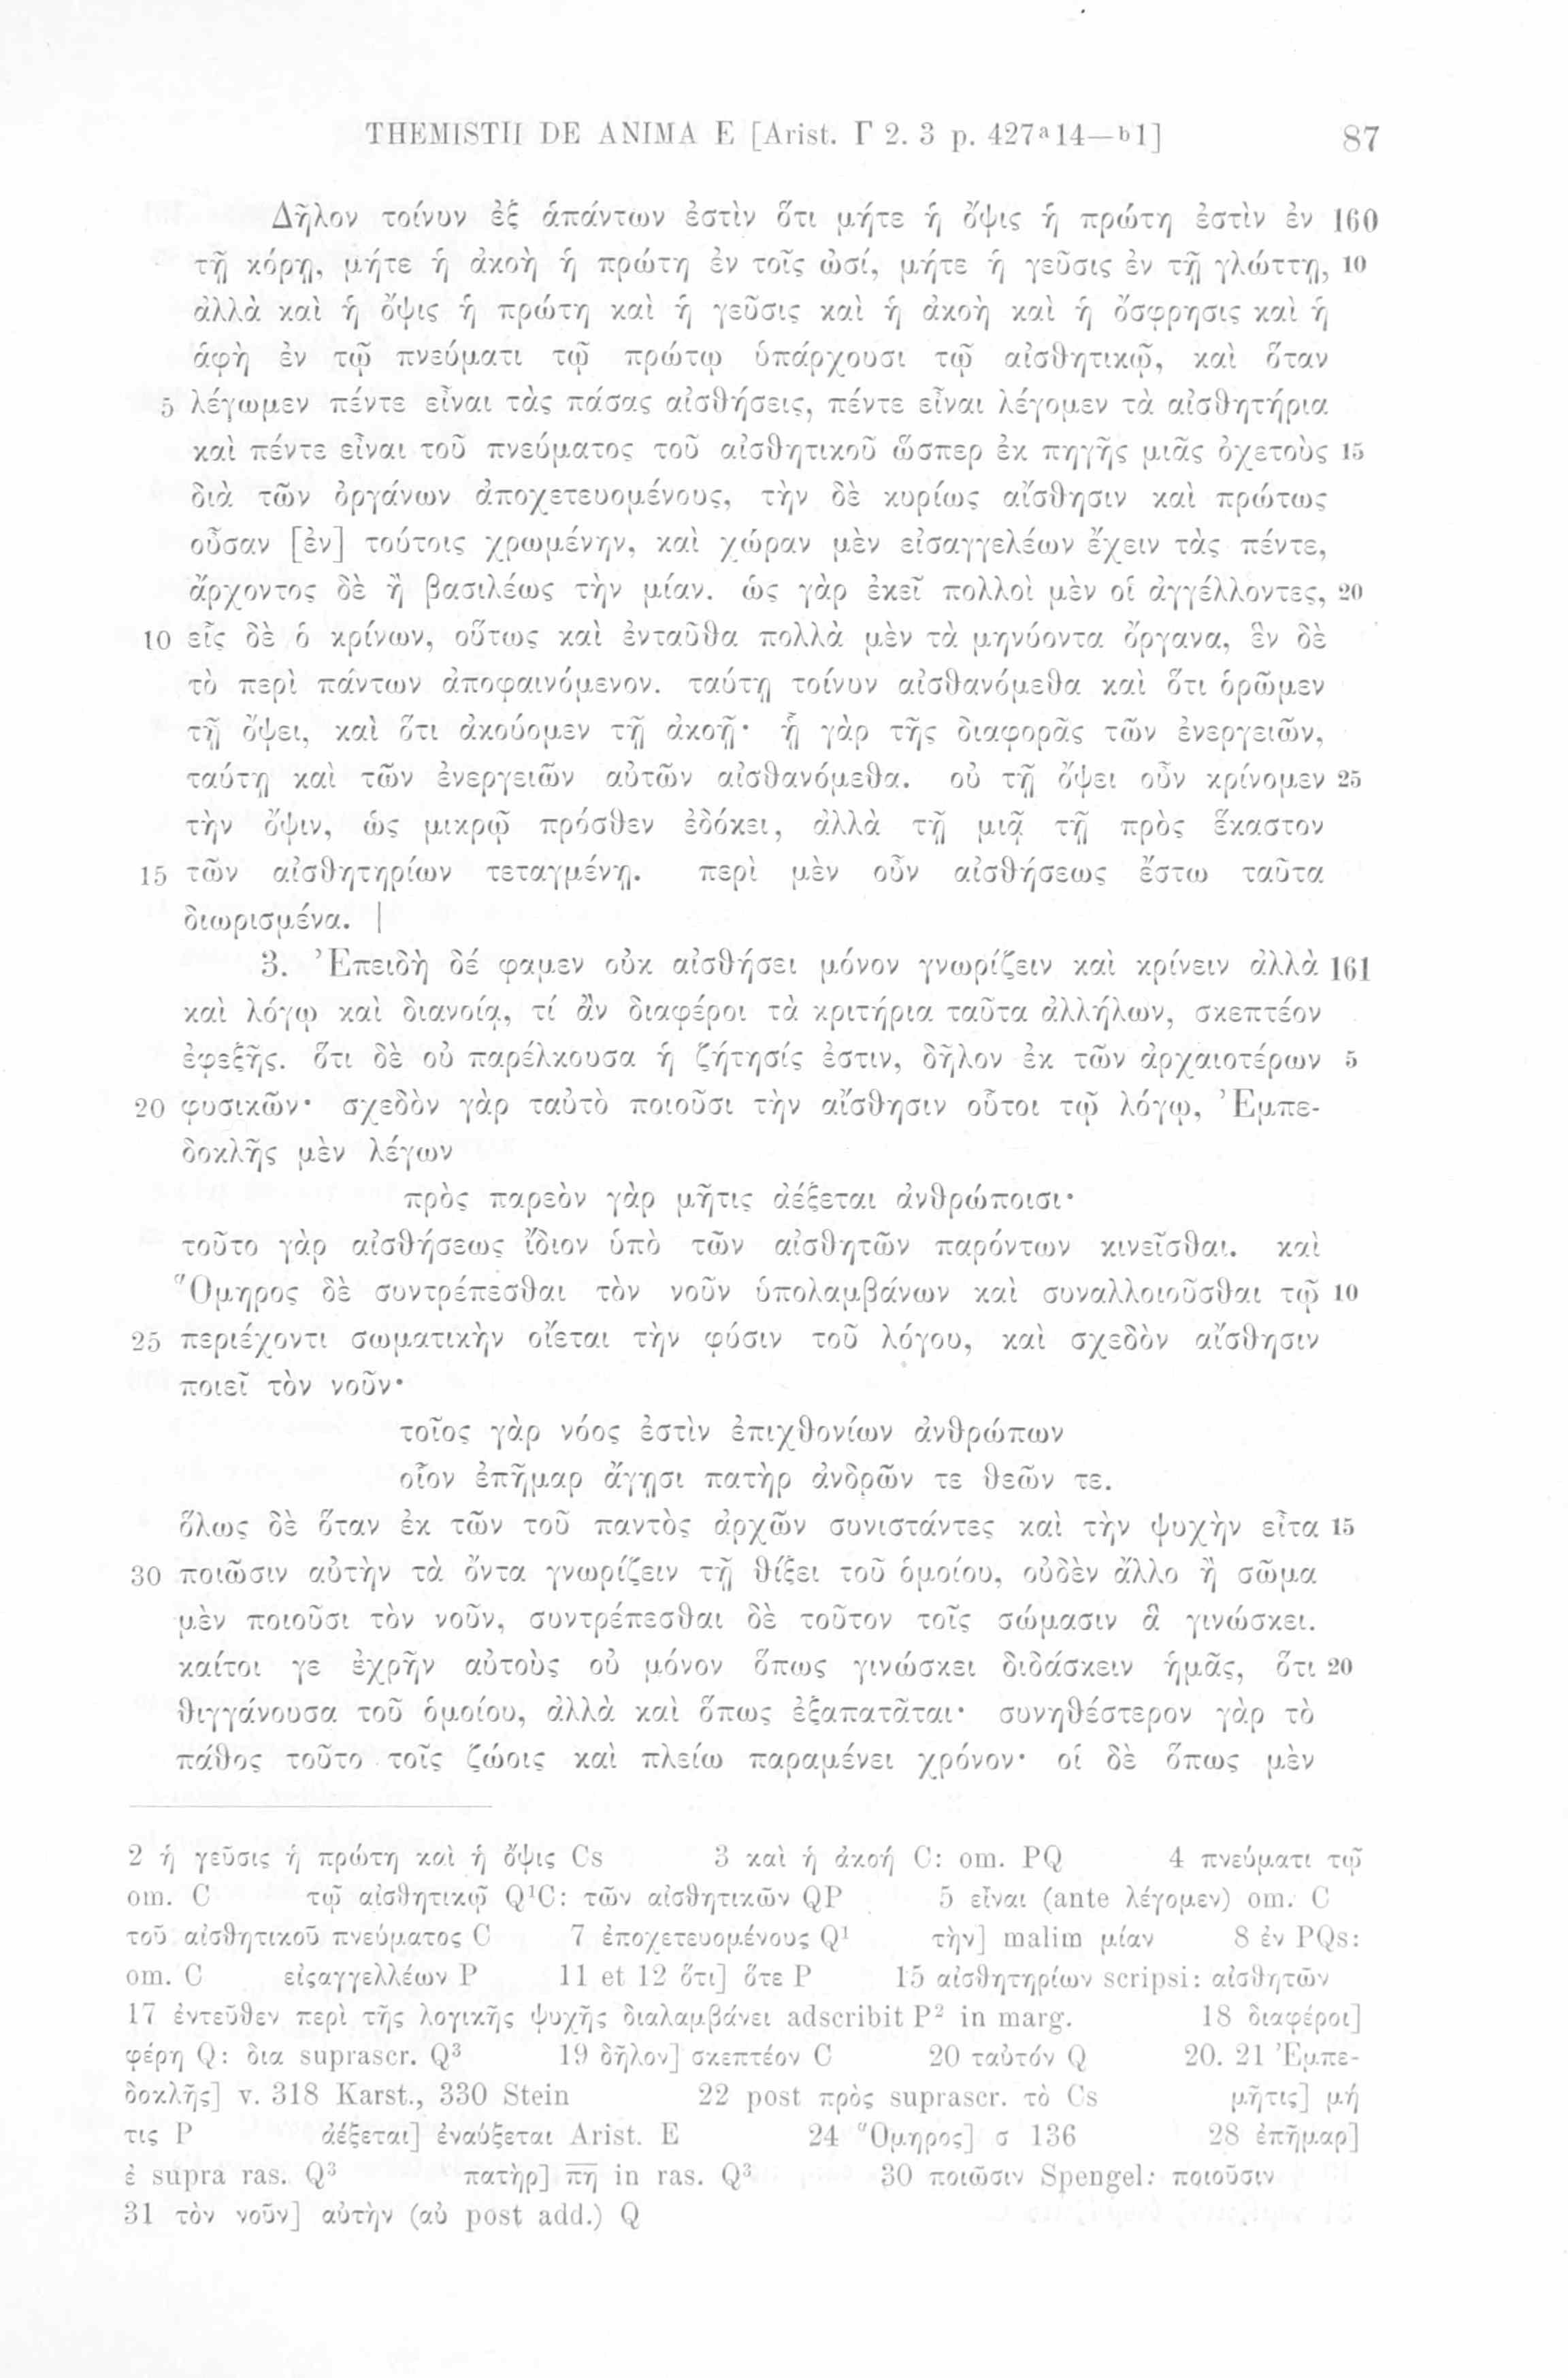 THEMISTII DE ANIMA E [Arist. Γ 2. 3 p. 427ᵃ14—ᵇ1] 87
Δῆλον τοίνυν ἐξ ἁπάντων ἐστὶν ὅτι μήτε ἡ ὄψις ἡ πρώτη ἐστὶν ἐν 160
τῇ κόρῃ, μήτε ἡ ἀκοὴ ἡ πρώτη ἐν τοῖς ὠσί, μήτε ἡ γεῦσις ἐν τῇ γλώττῃ, 10
ἀλλὰ καὶ ἡ ὄψις ἡ πρώτη καὶ ἡ γεῦσις καὶ ἡ ἀκοὴ καὶ ἡ ὄσφρησις καὶ ἡ
ἁφὴ ἐν τῷ πνεύματι τῷ πρώτῳ ὑπάρχουσι τῷ αἰσθητικῷ, καὶ ὅταν
5 λέγωμεν πέντε εἶναι τὰς πάσας αἰσθήσεις, πέντε εἶναι λέγομεν τὰ αἰσθητήρια
καὶ πέντε εἶναι τοῦ πνεύματος τοῦ αἰσθητικοῦ ὥσπερ ἐκ πηγῆς μιᾶς ὀχετοὺς 15
διὰ τῶν ὀργάνων ἀποχετευομένους, τὴν δὲ κυρίως αἴσθησιν καὶ πρώτως
οὖσαν [ἐν] τούτοις χρωμένην, καὶ χώραν μὲν εἰσαγγελέων ἔχειν τὰς πέντε,
ἄρχοντος δὲ ἢ βασιλέως τὴν μίαν. ὡς γὰρ ἐκεῖ πολλοὶ μὲν οἱ ἀγγέλλοντες, 20
10 εἷς δὲ ὁ κρίνων, οὕτως καὶ ἐνταῦθα πολλὰ μὲν τὰ μηνύοντα ὄργανα, ἓν δὲ
τὸ περὶ πάντων ἀποφαινόμενον. ταύτῃ τοίνυν αἰσθανόμεθα καὶ ὅτι ὁρῶμεν
τῇ ὄψει, καὶ ὅτι ἀκούομεν τῇ ἀκοῇ· ᾗ γὰρ τῆς διαφορᾶς τῶν ἐνεργειῶν,
ταύτῃ καὶ τῶν ἐνεργειῶν αὐτῶν αἰσθανόμεθα. οὐ τῇ ὄψει οὖν κρίνομεν 25
τὴν ὄψιν, ὡς μικρῷ πρόσθεν ἐδόκει, ἀλλὰ τῇ μιᾷ τῇ πρὸς ἕκαστον
15 τῶν αἰσθητηρίων τεταγμένῃ. περὶ μὲν οὖν αἰσθήσεως ἔστω ταῦτα
διωρισμένα. |
3. Ἐπειδὴ δέ φαμεν οὐκ αἰσθήσει μόνον γνωρίζειν καὶ κρίνειν ἀλλὰ 161
καὶ λόγῳ καὶ διανοίᾳ, τί ἂν διαφέροι τὰ κριτήρια ταῦτα ἀλλήλων, σκεπτέον
ἐφεξῆς. ὅτι δὲ οὐ παρέλκουσα ἡ ζήτησίς ἐστιν, δῆλον ἐκ τῶν ἀρχαιοτέρων 5
20 φυσικῶν· σχεδὸν γὰρ ταὐτὸ ποιοῦσι τὴν αἴσθησιν οὗτοι τῷ λόγῳ, Ἐμπε-
δοκλῆς μὲν λέγων
πρὸς παρεὸν γὰρ μῆτις ἀέξεται ἀνθρώποισι·
τοῦτο γὰρ αἰσθήσεως ἴδιον ὑπὸ τῶν αἰσθητῶν παρόντων κινεῖσθαι. καὶ
Ὅμηρος δὲ συντρέπεσθαι τὸν νοῦν ὑπολαμβάνων καὶ συναλλοιοῦσθαι τῷ 10
25 περιέχοντι σωματικὴν οἴεται τὴν φύσιν τοῦ λόγου, καὶ σχεδὸν αἴσθησιν
ποιεῖ τὸν νοῦν·
τοῖος γὰρ νόος ἐστὶν ἐπιχθονίων ἀνθρώπων
οἷον ἐπῆμαρ ἄγῃσι πατὴρ ἀνδρῶν τε θεῶν τε.
ὅλως δὲ ὅταν ἐκ τῶν τοῦ παντὸς ἀρχῶν συνιστάντες καὶ τὴν ψυχὴν εἶτα 15
30 ποιῶσιν αὐτὴν τὰ ὄντα γνωρίζειν τῇ θίξει τοῦ ὁμοίου, οὐδὲν ἄλλο ἢ σῶμα
μὲν ποιοῦσι τὸν νοῦν, συντρέπεσθαι δὲ τοῦτον τοῖς σώμασιν ἃ γινώσκει.
καίτοι γε ἐχρῆν αὐτοὺς οὐ μόνον ὅπως γινώσκει διδάσκειν ἡμᾶς, ὅτι 20
θιγγάνουσα τοῦ ὁμοίου, ἀλλὰ καὶ ὅπως ἐξαπατᾶται· συνηθέστερον γὰρ τὸ
πάθος τοῦτο τοῖς ζώοις καὶ πλείω παραμένει χρόνον· οἱ δὲ ὅπως μὲν
2 ἡ γεῦσις ἡ πρώτη καὶ ἡ ὄψις Cs 3 καὶ ἡ ἀκοή C: om. PQ 4 πνεύματι τῷ
om. C τῷ αἰσθητικῷ Q¹C: τῶν αἰσθητικῶν QP 5 εἶναι (ante λέγομεν) om. C
τοῦ αἰσθητικοῦ πνεύματος C 7 ἐποχετευομένους Q¹ τὴν] malim μίαν 8 ἐν PQs:
om. C εἰςαγγελλέων P 11 et 12 ὅτι] ὅτε P 15 αἰσθητηρίων scripsi: αἰσθητῶν
17 ἐντεῦθεν περὶ τῆς λογικῆς ψυχῆς διαλαμβάνει adscribit P² in marg. 18 διαφέροι]
φέρῃ Q: δια suprascr. Q³ 19 δῆλον] σκεπτέον C 20 ταὐτόν Q 20. 21 Ἐμπε-
δοκλῆς] v. 318 Karst., 330 Stein 22 post πρὸς suprascr. τὸ Cs μῆτις] μή
τις P ἀέξεται] ἐναύξεται Arist. E 24 Ὅμηρος] σ 136 28 ἐπῆμαρ]
ἐ supra ras. Q³ πατὴρ] πη in ras. Q³ 30 ποιῶσιν Spengel: ποιοῦσιν
31 τὸν νοῦν] αὐτὴν (αὐ post add.) Q